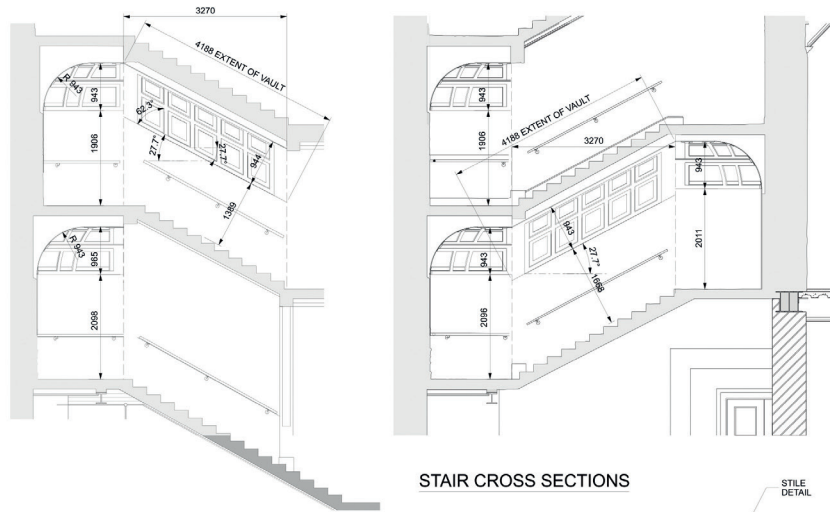 3270
4188 EXTENT OF VAULT
R 943
943
62.3°
1906
27.7°
27.7°
944
1389
R 943
965
2098
943
1906
4188 EXTENT OF VAULT
3270
943
943
943
27.7°
2011
1668
2096
STAIR CROSS SECTIONS
STILE
DETAIL